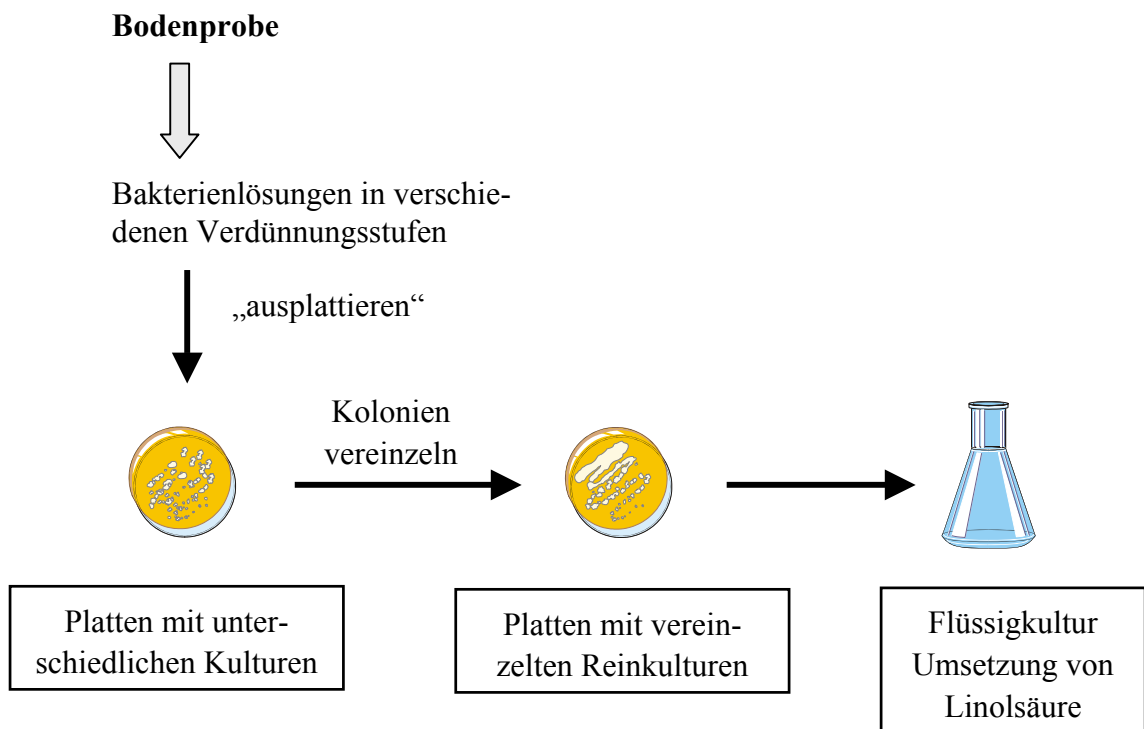 Bodenprobe
Bakterienlösungen in verschie-
denen Verdünnungsstufen
„ausplattieren“
Kolonien
vereinzeln
Platten mit unter-
schiedlichen Kulturen
Platten mit verein-
zelten Reinkulturen
Flüssigkultur
Umsetzung von
Linolsäure